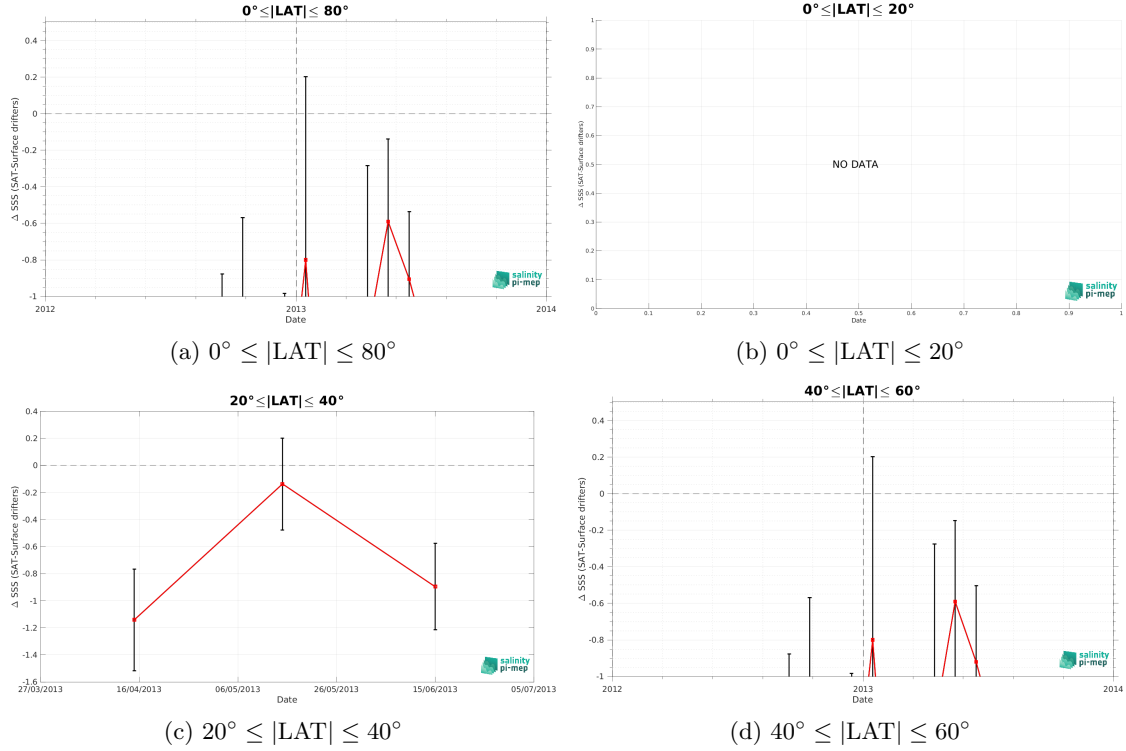 0°≤|LAT|≤ 80°
0.4
0.2
0
-0.2
-0.4
-0.6
-0.8
-1
Δ SSS (SAT-Surface drifters)
2012
2013
2014
Date
salinity
pi-mep
(a) 0° ≤ |LAT| ≤ 80°
0°≤|LAT|≤ 20°
1
0.9
0.8
0.7
0.6
0.5
0.4
0.3
0.2
0.1
0
Δ SSS (SAT-Surface drifters)
NO DATA
0 0.1 0.2 0.3 0.4 0.5 0.6 0.7 0.8 0.9 1
Date
salinity
pi-mep
(b) 0° ≤ |LAT| ≤ 20°
20°≤|LAT|≤ 40°
0.4
0.2
0
-0.2
-0.4
-0.6
-0.8
-1
-1.2
-1.4
-1.6
Δ SSS (SAT-Surface drifters)
27/03/2013 16/04/2013 06/05/2013 26/05/2013 15/06/2013 05/07/2013
Date
salinity
pi-mep
(c) 20° ≤ |LAT| ≤ 40°
40°≤|LAT|≤ 60°
0.4
0.2
0
-0.2
-0.4
-0.6
-0.8
-1
Δ SSS (SAT-Surface drifters)
2012
2013
2014
Date
salinity
pi-mep
(d) 40° ≤ |LAT| ≤ 60°